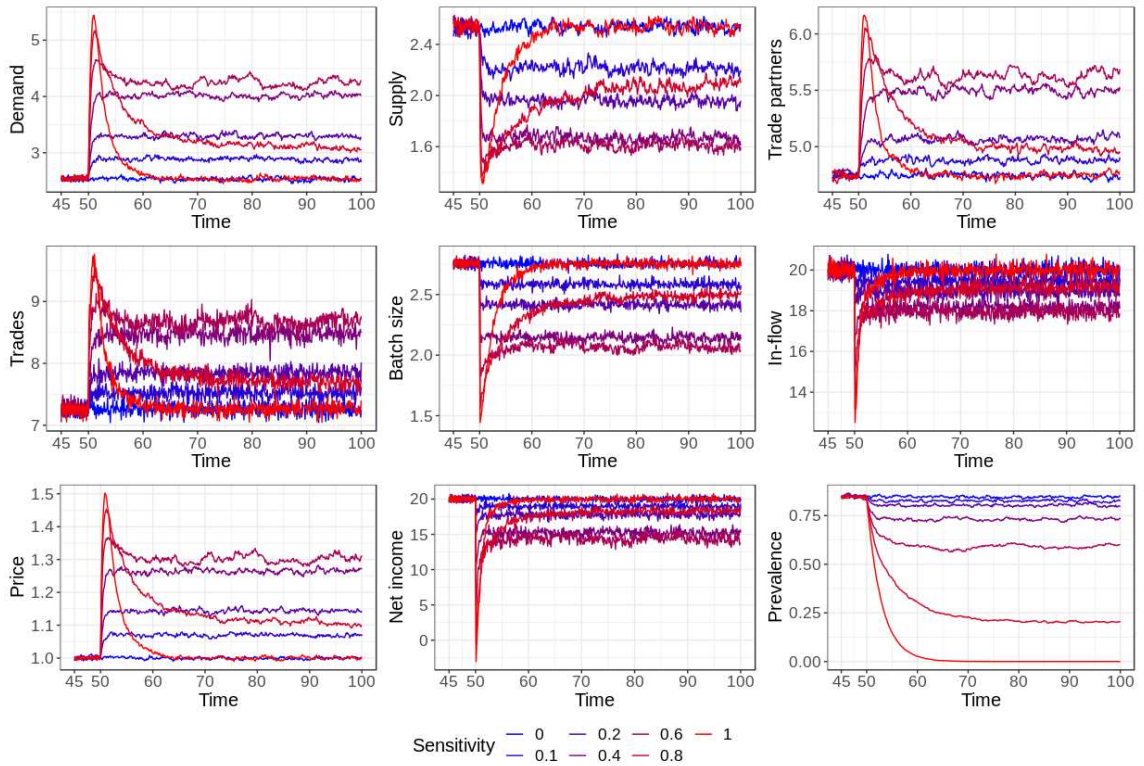 Demand
5
4
3
45 50 60 70 80 90 100
Time
Supply
2.4
2.0
1.6
45 50 60 70 80 90 100
Time
Trade partners
6.0
5.5
5.0
45 50 60 70 80 90 100
Time
Trades
9
8
7
45 50 60 70 80 90 100
Time
Batch size
2.5
2.0
1.5
45 50 60 70 80 90 100
Time
In-flow
20
18
16
14
45 50 60 70 80 90 100
Time
Price
1.5
1.4
1.3
1.2
1.1
1.0
45 50 60 70 80 90 100
Time
Net income
20
15
10
5
0
45 50 60 70 80 90 100
Time
Prevalence
0.75
0.50
0.25
0.00
45 50 60 70 80 90 100
Time
Sensitivity
0 0.2 0.6 1
0.1 0.4 0.8